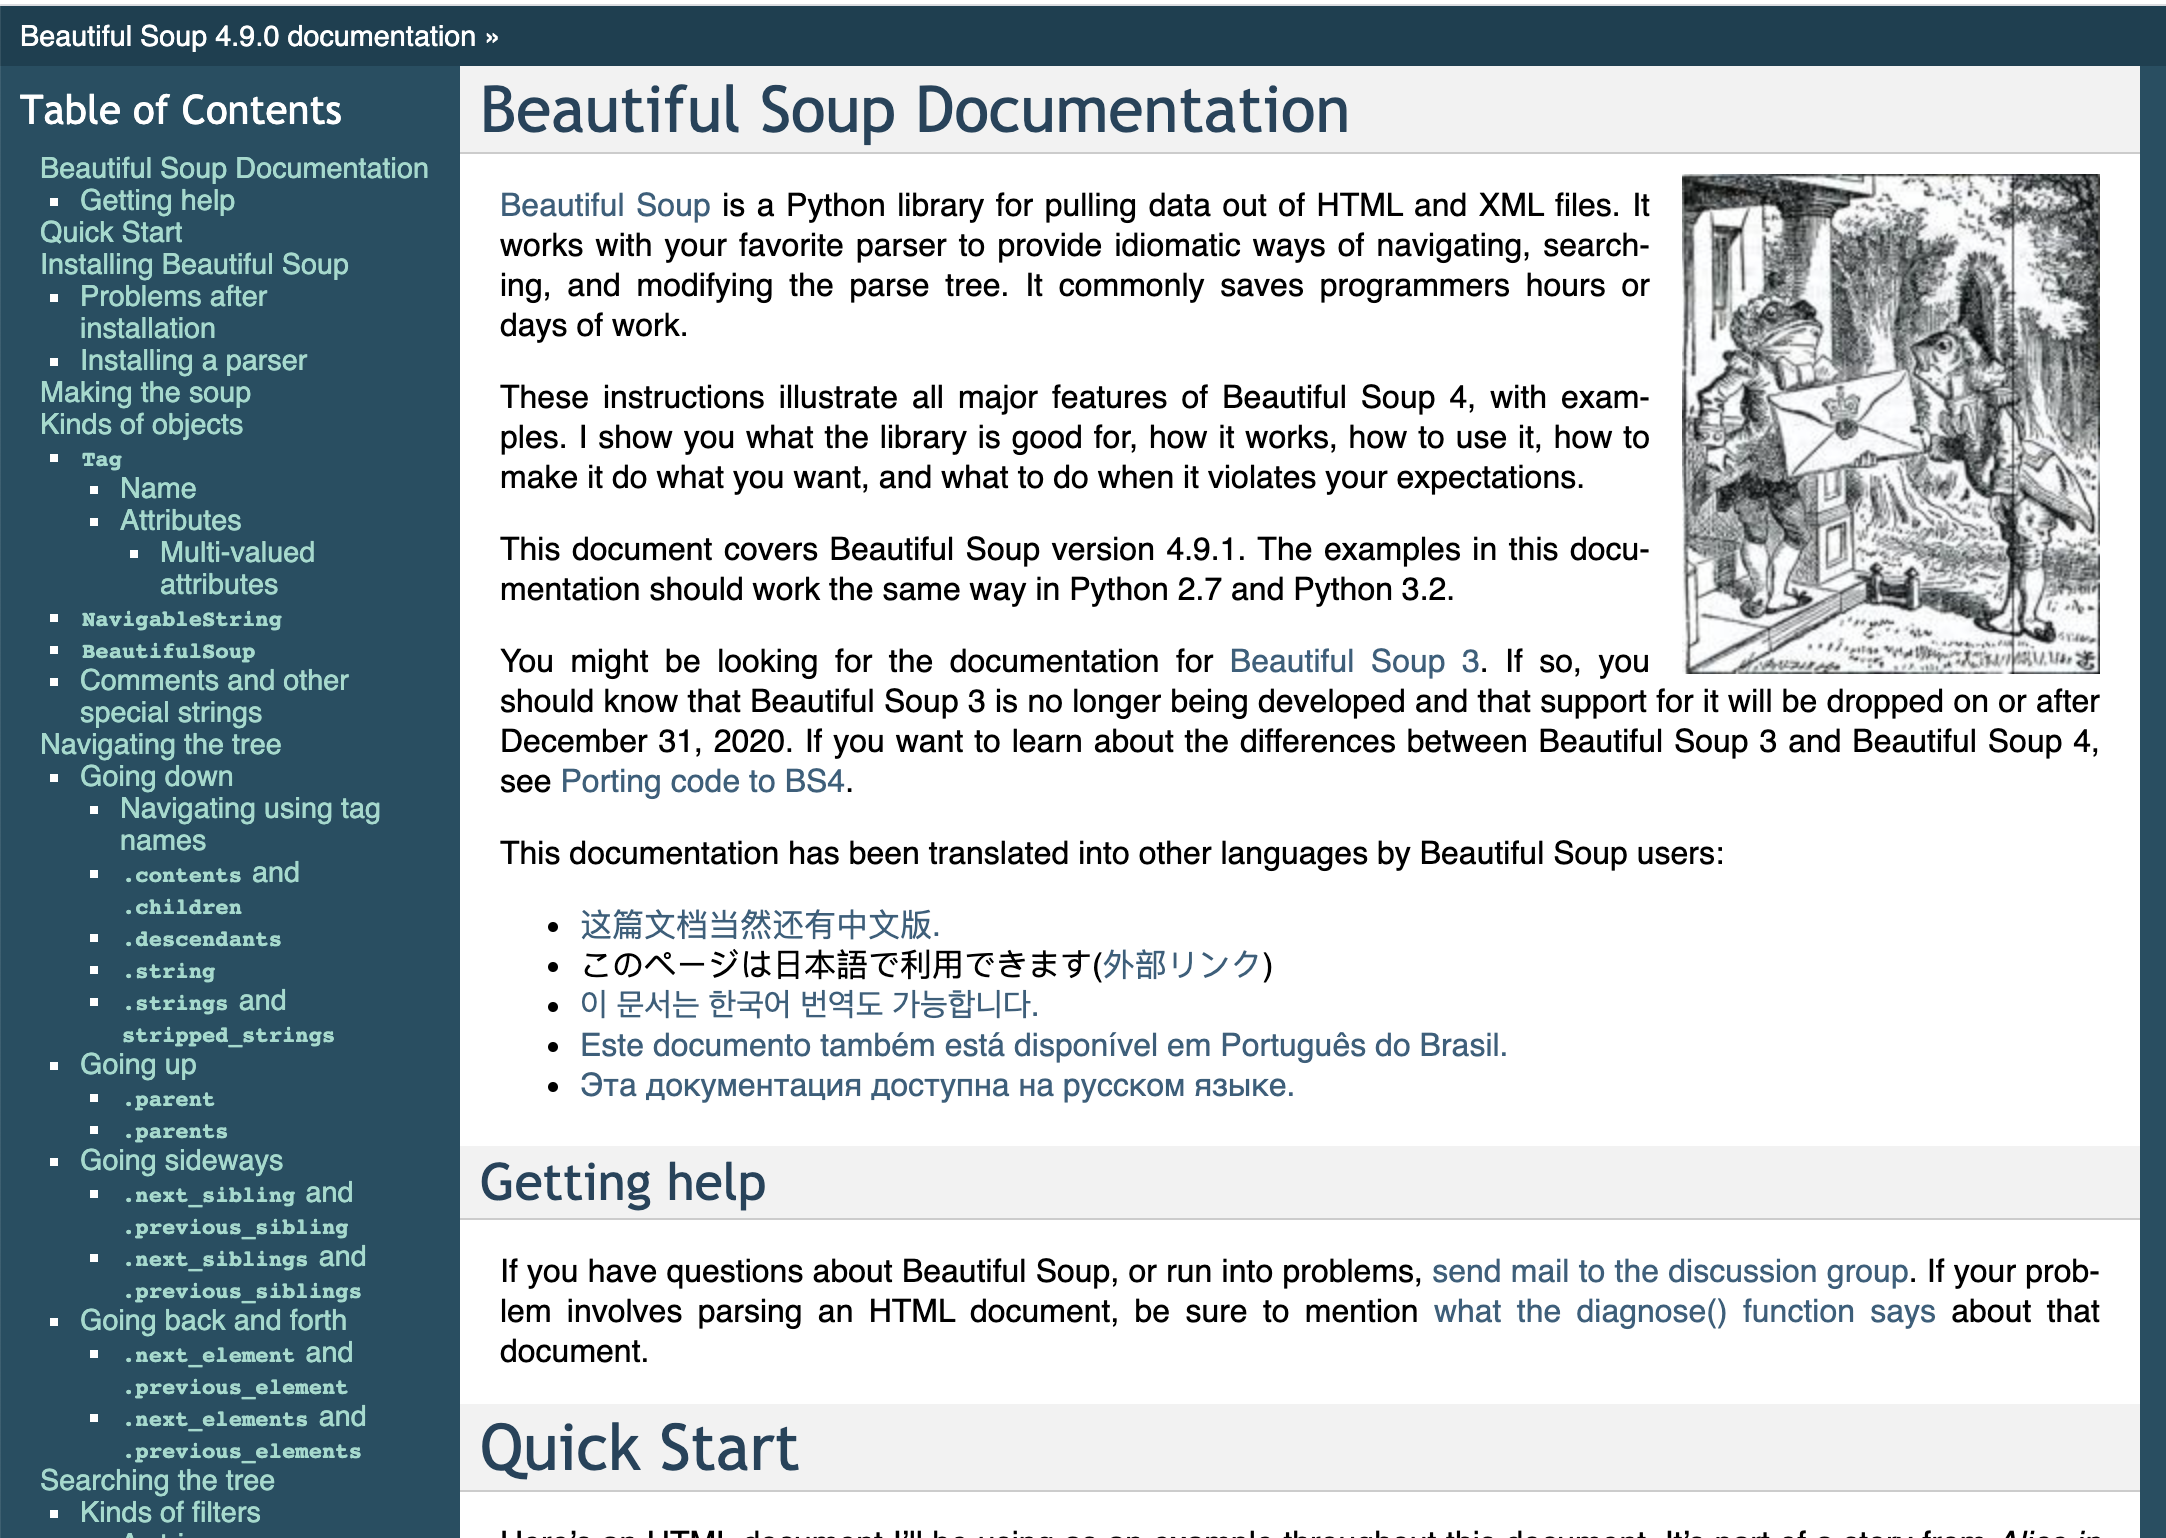 Beautiful Soup 4.9.0 documentation »
Table of Contents
Beautiful Soup Documentation
Getting help
Quick Start
Installing Beautiful Soup
Problems after
installation
Installing a parser
Making the soup
Kinds of objects
Tag
Name
Attributes
Multi-valued
attributes
NavigableString
BeautifulSoup
Comments and other
special strings
Navigating the tree
Going down
Navigating using tag
names
.contents and
.children
.descendants
.string
.strings and
stripped_strings
Going up
.parent
.parents
Going sideways
.next_sibling and
.previous_sibling
.next_siblings and
.previous_siblings
Going back and forth
.next_element and
.previous_element
.next_elements and
.previous_elements
Searching the tree
Kinds of filters
Beautiful Soup Documentation
Beautiful Soup is a Python library for pulling data out of HTML and XML files. It
works with your favorite parser to provide idiomatic ways of navigating, search-
ing, and modifying the parse tree. It commonly saves programmers hours or
days of work.
These instructions illustrate all major features of Beautiful Soup 4, with exam-
ples. I show you what the library is good for, how it works, how to use it, how to
make it do what you want, and what to do when it violates your expectations.
This document covers Beautiful Soup version 4.9.1. The examples in this docu-
mentation should work the same way in Python 2.7 and Python 3.2.
You might be looking for the documentation for Beautiful Soup 3. If so, you
should know that Beautiful Soup 3 is no longer being developed and that support for it will be dropped on or after
December 31, 2020. If you want to learn about the differences between Beautiful Soup 3 and Beautiful Soup 4,
see Porting code to BS4.
This documentation has been translated into other languages by Beautiful Soup users:
这篇文档当然还有中文版.
このページは日本語で利用できます(外部リンク)
이 문서는 한국어 번역도 가능합니다.
Este documento também está disponível em Português do Brasil.
Эта документация доступна на русском языке.
Getting help
If you have questions about Beautiful Soup, or run into problems, send mail to the discussion group. If your prob-
lem involves parsing an HTML document, be sure to mention what the diagnose() function says about that
document.
Quick Start
Here's an HTML document I'll be using as an example throughout this document. It's part of a story from Alice in